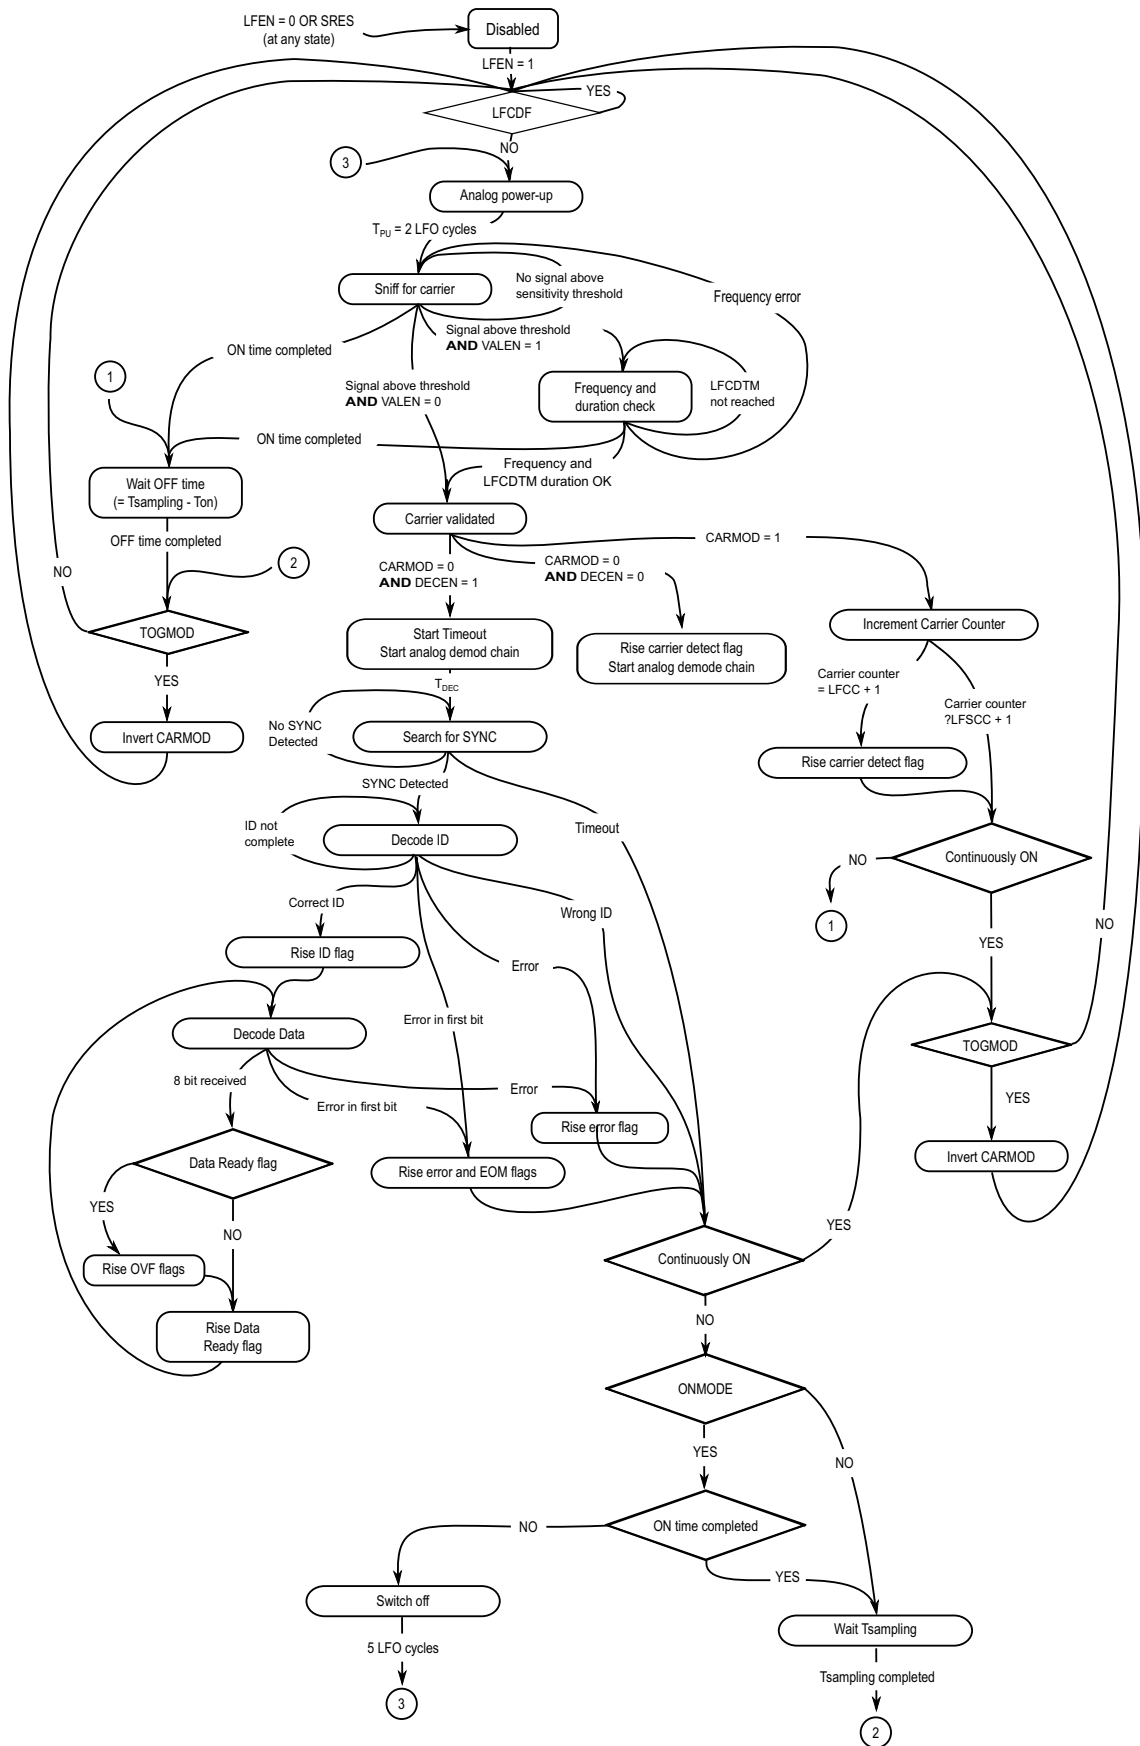 LFEN = 0 OR SRES
(at any state)
Disabled
LFEN = 1
YES
LFCDF
NO
3
Analog power-up
TPU = 2 LFO cycles
Sniff for carrier
No signal above
sensitivity threshold
Frequency error
Signal above threshold
AND VALEN = 1
ON time completed
1
Signal above threshold
AND VALEN = 0
Frequency and
duration check
LFCDTM
not reached
ON time completed
Frequency and
LFCDTM duration OK
Wait OFF time
(= Tsampling - Ton)
Carrier validated
OFF time completed
CARMOD = 1
CARMOD = 0
AND DECEN = 1
CARMOD = 0
AND DECEN = 0
2
NO
TOGMOD
Start Timeout
Start analog demod chain
Rise carrier detect flag
Start analog demode chain
Increment Carrier Counter
YES
TDEC
Carrier counter
= LFCC + 1
Carrier counter
?LFSCC + 1
Invert CARMOD
No SYNC
Detected
Search for SYNC
Rise carrier detect flag
SYNC Detected
ID not
complete
Decode ID
Timeout
Continuously ON
NO
Correct ID
Wrong ID
1
NO
YES
Rise ID flag
Error
Error in first bit
Decode Data
TOGMOD
8 bit received
Error in first bit
Error
YES
Rise error flag
Data Ready flag
Rise error and EOM flags
Invert CARMOD
YES
NO
YES
Rise OVF flags
Continuously ON
Rise Data
Ready flag
NO
ONMODE
YES
NO
NO
ON time completed
YES
Switch off
Wait Tsampling
5 LFO cycles
Tsampling completed
3
2